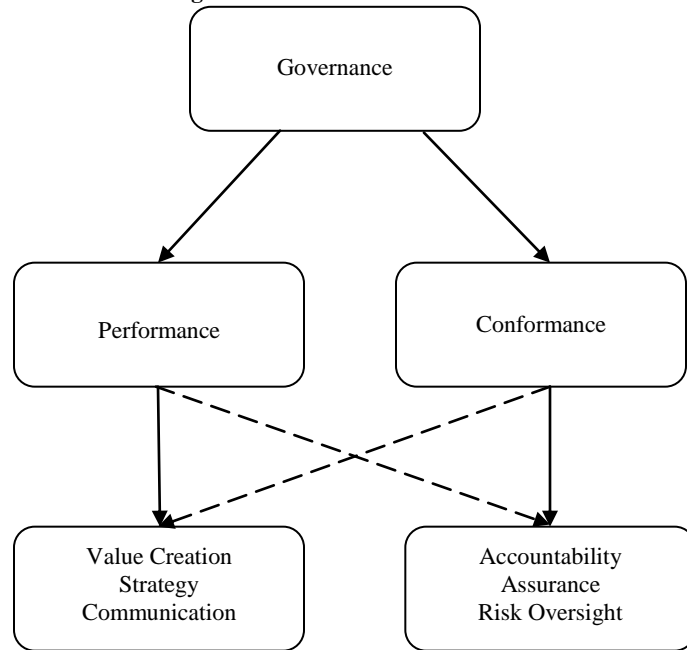 Governance
Performance
Conformance
Value Creation
Strategy
Communication
Accountability
Assurance
Risk Oversight